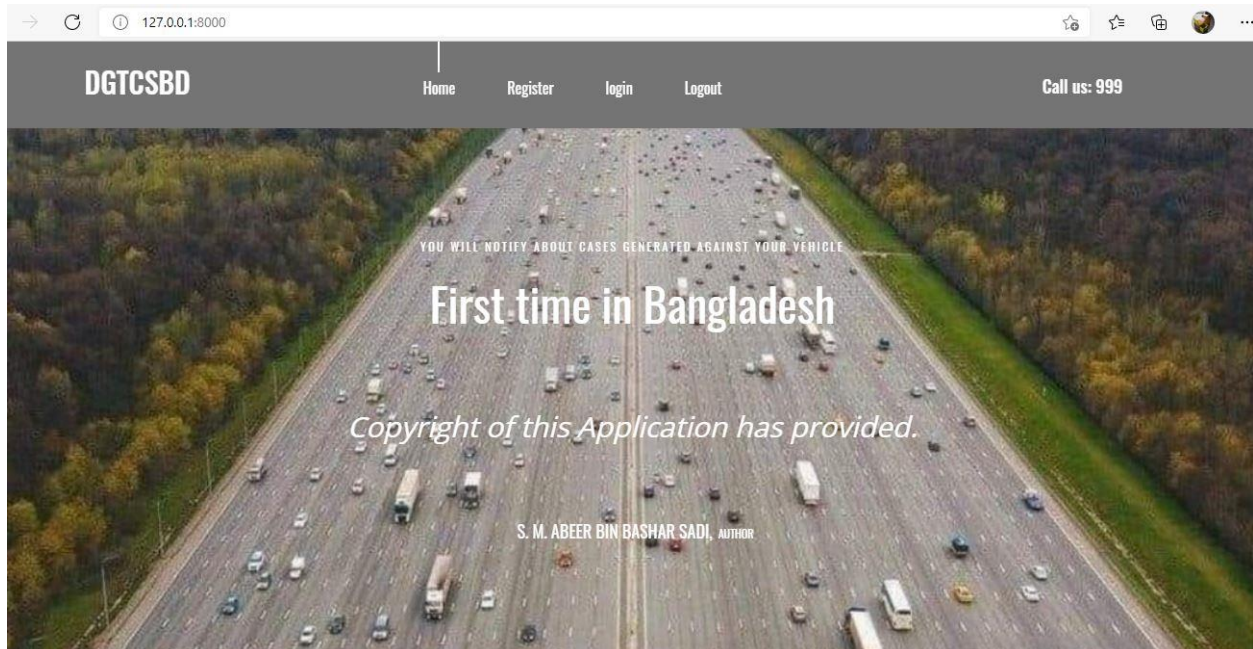 127.0.0.1:8000
DGTCSBD
Home Register login Logout
Call us: 999
YOU WILL NOTIFY ABOUT CASES GENERATED AGAINST YOUR VEHICLE
First time in Bangladesh
Copyright of this Application has provided.
S. M. ABEER BIN BASHAR SADI, AUTHOR